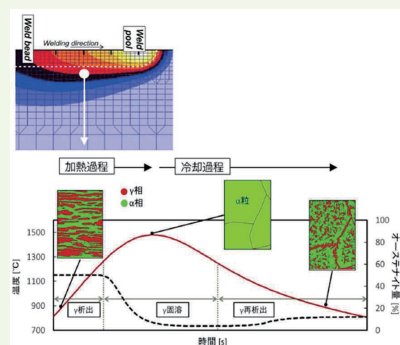 Weld bead
Welding direction
Weld pool
加熱過程
冷却過程
γ相
α相
α粒
1500
1300
1100
900
700
温度 [℃]
100
80
60
40
20
0
オーステナイト量 [%]
γ析出
γ固溶
γ再析出
時間 [s]